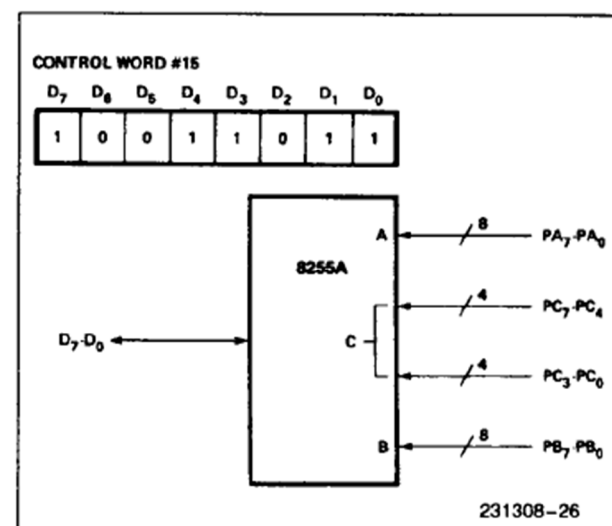 CONTROL WORD #15
D7 D6 D5 D4 D3 D2 D1 D0
1 0 0 1 1 0 1 1
A
8
PA7-PA0
8255A
4
PC7-PC4
D7-D0
C
4
PC3-PC0
B
8
PB7-PB0
231308-26